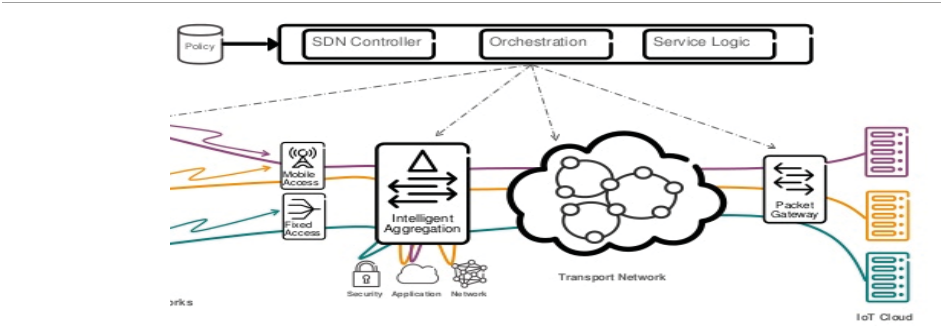 Policy
SDN Controller
Orchestration
Service Logic
Mobile
Access
Fixed
Access
Intelligent
Aggregation
Packet
Gateway
Security
Application
Network
Transport Network
orks
IoT Cloud